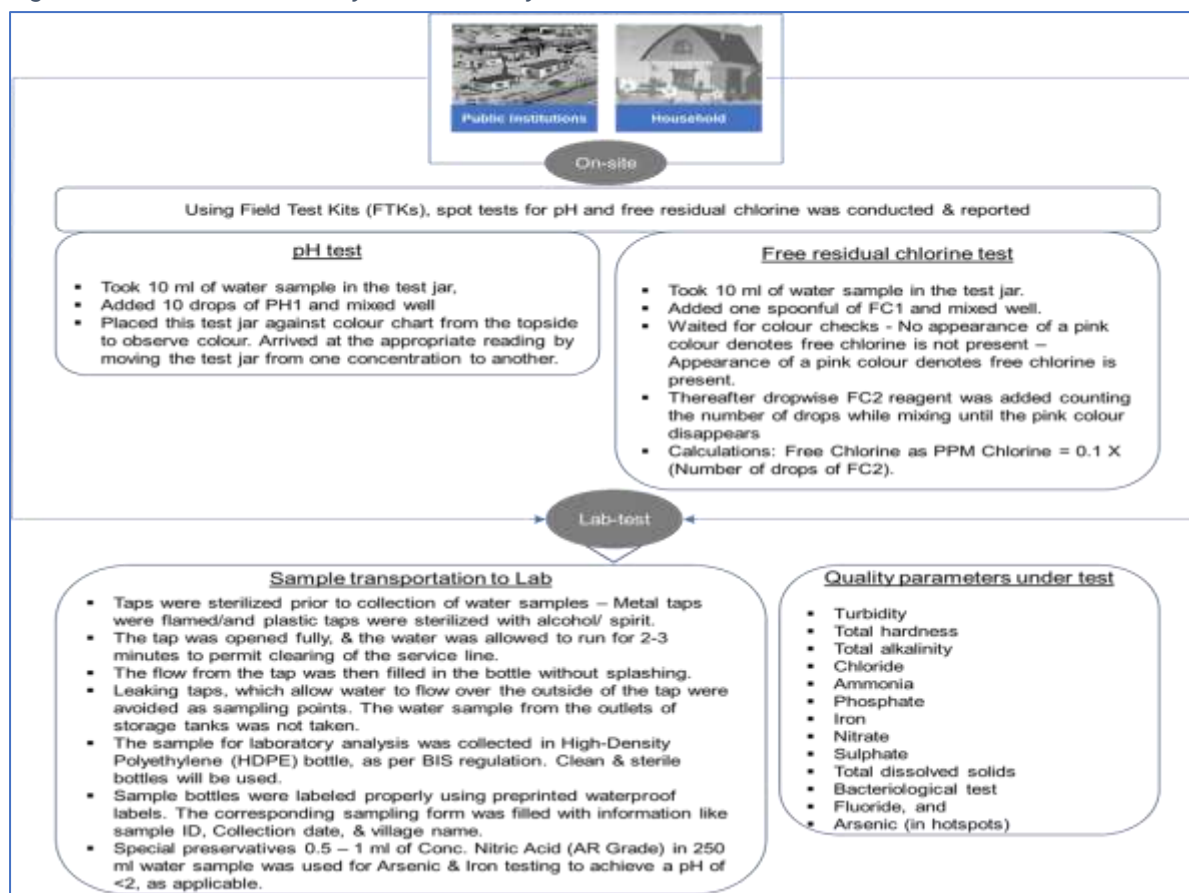 Public Institutions
Household
On-site
Using Field Test Kits (FTKs), spot tests for pH and free residual chlorine was conducted & reported
pH test
▪ Took 10 ml of water sample in the test jar,
▪ Added 10 drops of PH1 and mixed well
▪ Placed this test jar against colour chart from the topside
to observe colour. Arrived at the appropriate reading by
moving the test jar from one concentration to another.
Free residual chlorine test
▪ Took 10 ml of water sample in the test jar.
▪ Added one spoonful of FC1 and mixed well.
▪ Waited for colour checks - No appearance of a pink
colour denotes free chlorine is not present –
Appearance of a pink colour denotes free chlorine is
present.
▪ Thereafter dropwise FC2 reagent was added counting
the number of drops while mixing until the pink colour
disappears
▪ Calculations: Free Chlorine as PPM Chlorine = 0.1 X
(Number of drops of FC2).
Lab-test
Sample transportation to Lab
▪ Taps were sterilized prior to collection of water samples – Metal taps
were flamed/and plastic taps were sterilized with alcohol/ spirit.
▪ The tap was opened fully, & the water was allowed to run for 2-3
minutes to permit clearing of the service line.
▪ The flow from the tap was then filled in the bottle without splashing.
▪ Leaking taps, which allow water to flow over the outside of the tap were
avoided as sampling points. The water sample from the outlets of
storage tanks was not taken.
▪ The sample for laboratory analysis was collected in High-Density
Polyethylene (HDPE) bottle, as per BIS regulation. Clean & sterile
bottles will be used.
▪ Sample bottles were labeled properly using preprinted waterproof
labels. The corresponding sampling form was filled with information like
sample ID, Collection date, & village name.
▪ Special preservatives 0.5 – 1 ml of Conc. Nitric Acid (AR Grade) in 250
ml water sample was used for Arsenic & Iron testing to achieve a pH of
<2, as applicable.
Quality parameters under test
▪ Turbidity
▪ Total hardness
▪ Total alkalinity
▪ Chloride
▪ Ammonia
▪ Phosphate
▪ Iron
▪ Nitrate
▪ Sulphate
▪ Total dissolved solids
▪ Bacteriological test
▪ Fluoride, and
▪ Arsenic (in hotspots)